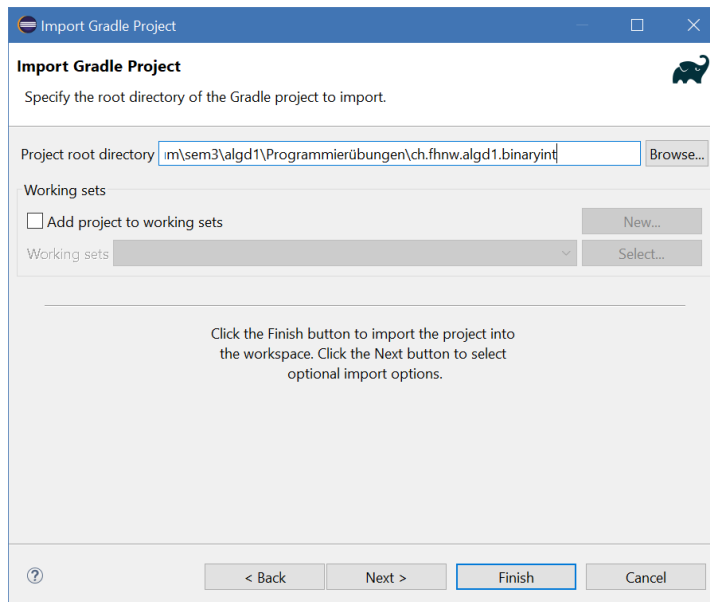 Import Gradle Project
Import Gradle Project
Specify the root directory of the Gradle project to import.
Project root directory m\sem3\algd1\Programmierübungen\ch.fhnw.algd1.binaryint Browse...
Working sets
Add project to working sets New...
Working sets Select...
Click the Finish button to import the project into
the workspace. Click the Next button to select
optional import options.
? < Back Next > Finish Cancel